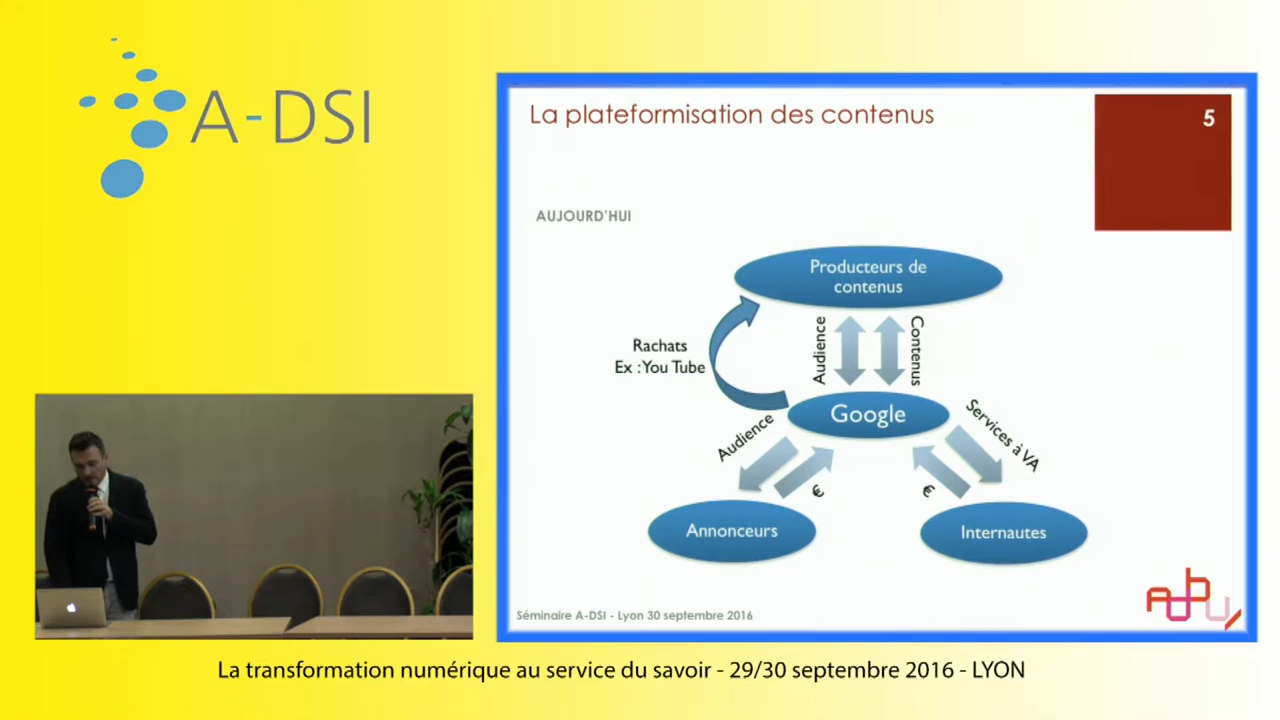 A-DSI
La plateformisation des contenus
5
AUJOURD'HUI
Producteurs de
contenus
Audience
Contenus
Rachats
Ex : You Tube
Google
Audience
€
€
Services à VA
Annonceurs
Internautes
Séminaire A-DSI - Lyon 30 septembre 2016
Adbu
La transformation numérique au service du savoir - 29/30 septembre 2016 - LYON